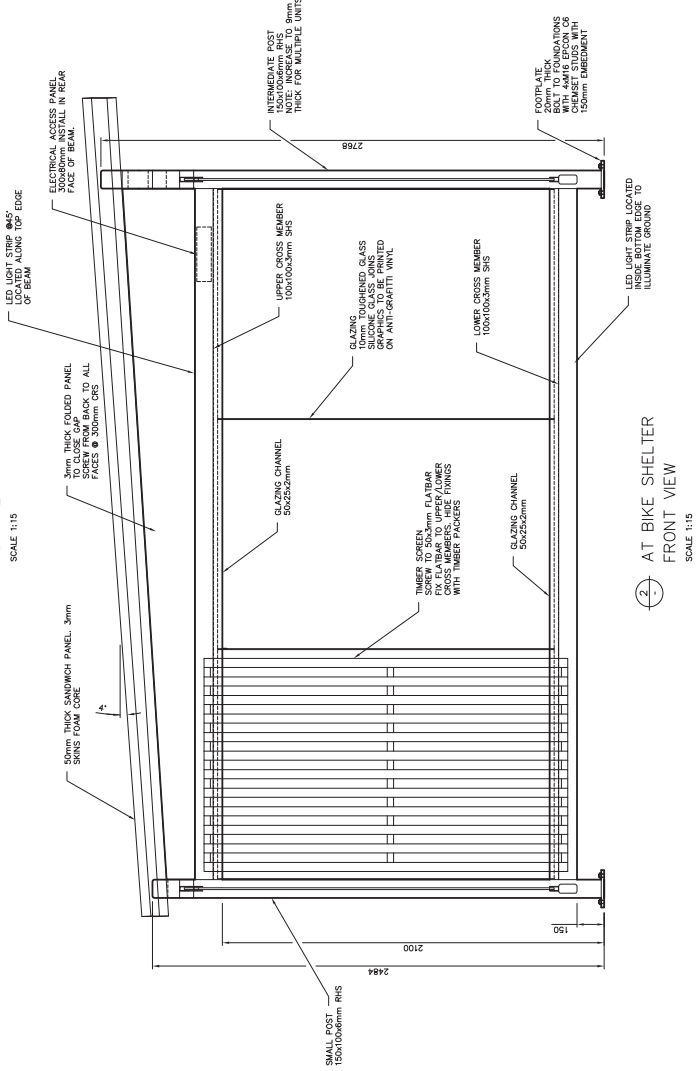 SCALE 1:15
LED LIGHT STRIP @45°
LOCATED ALONG TOP EDGE
OF BEAM
ELECTRICAL ACCESS PANEL
300x80mm INSTALL IN REAR
FACE OF BEAM.
INTERMEDIATE POST
150x100x6mm RHS
NOTE: INCREASE TO 9mm
THICK FOR MULTIPLE UNITS
3mm THICK FOLDED PANEL
TO CLOSE GAP
SCREW FROM BACK TO ALL
FACES @ 300mm CRS
50mm THICK SANDWICH PANEL. 3mm
SKINS FOAM CORE
4°
UPPER CROSS MEMBER
100x100x3mm SHS
GLAZING
10mm TOUGHENED GLASS
SILICONE GLASS JOINS
GRAPHICS TO BE PRINTED
ON ANTI-GRAFITTI VINYL
GLAZING CHANNEL
50x25x2mm
TIMBER SCREEN
SCREW TO 50x3mm FLATBAR
FIX FLATBAR TO UPPER/LOWER
CROSS MEMBERS. HIDE FIXINGS
WITH TIMBER PACKERS
LOWER CROSS MEMBER
100x100x3mm SHS
GLAZING CHANNEL
50x25x2mm
2768
FOOTPLATE
20mm THICK
BOLT TO FOUNDATIONS
WITH 4xM16 EPCON C6
CHEMSET STUDS WITH
150mm EMBEDMENT
LED LIGHT STRIP LOCATED
INSIDE BOTTOM EDGE TO
ILLUMINATE GROUND
150
2100
2484
SMALL POST
150x100x6mm RHS
2
-
AT BIKE SHELTER
FRONT VIEW
SCALE 1:15